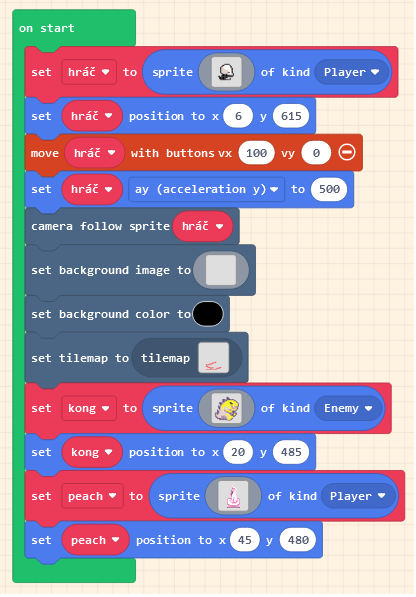 on start
set hráč to sprite of kind Player
set hráč position to x 6 y 615
move hráč with buttons vx 100 vy 0
set hráč ay (acceleration y) to 500
camera follow sprite hráč
set background image to
set background color to
set tilemap to tilemap
set kong to sprite of kind Enemy
set kong position to x 20 y 485
set peach to sprite of kind Player
set peach position to x 45 y 480